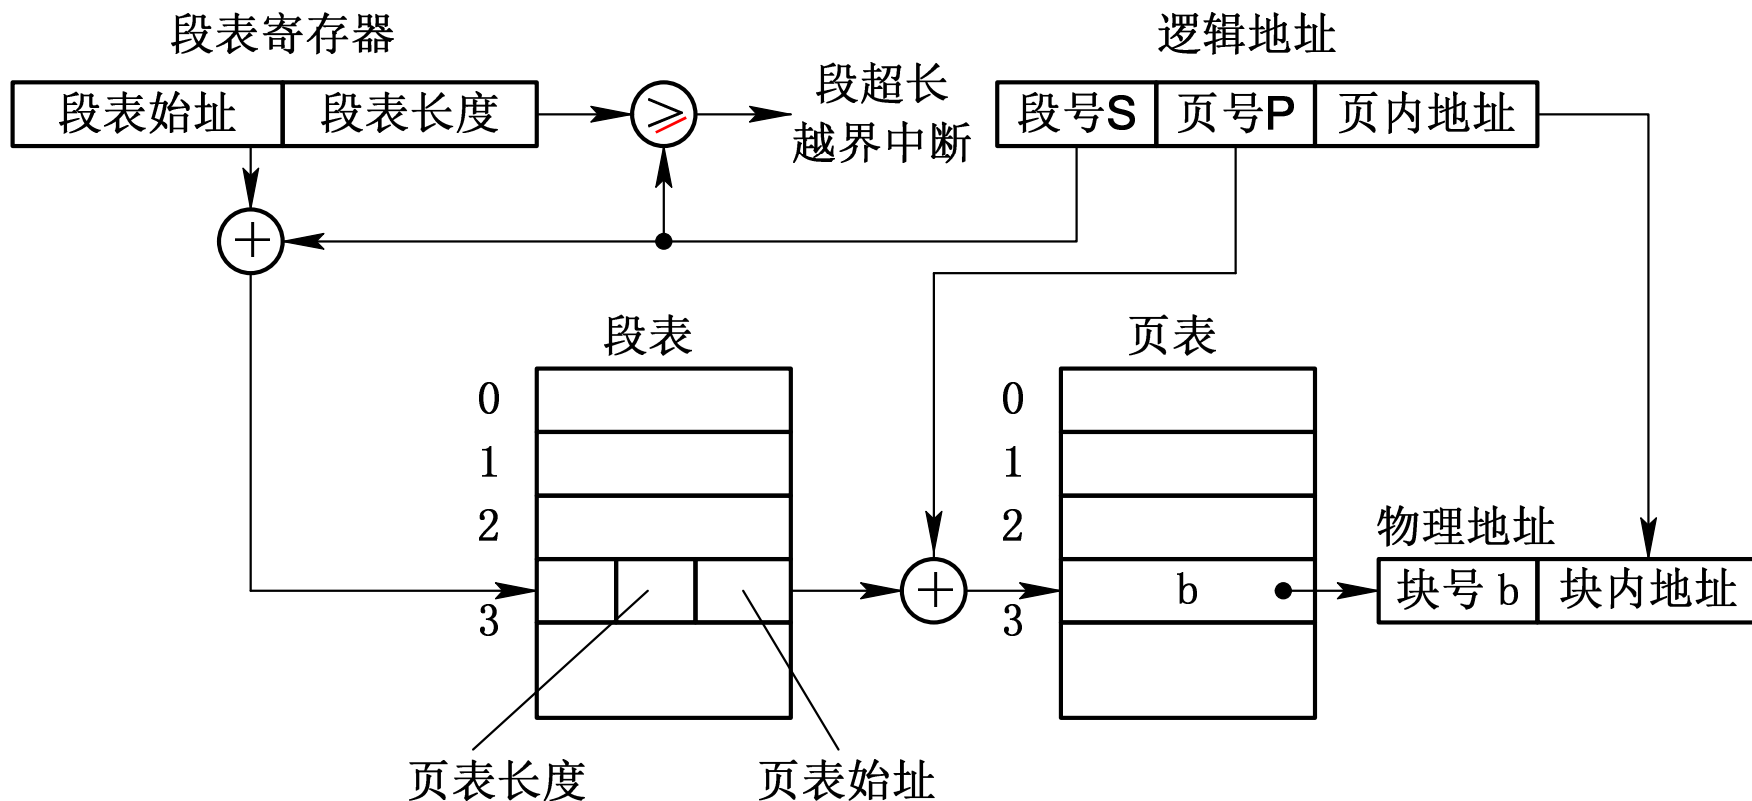 段表寄存器
逻辑地址
段表始址 段表长度
≥
段超长
越界中断
段号S 页号P 页内地址
+
段表
页表
0
1
2
3
0
1
2
3
+
b
物理地址
块号 b 块内地址
页表长度
页表始址